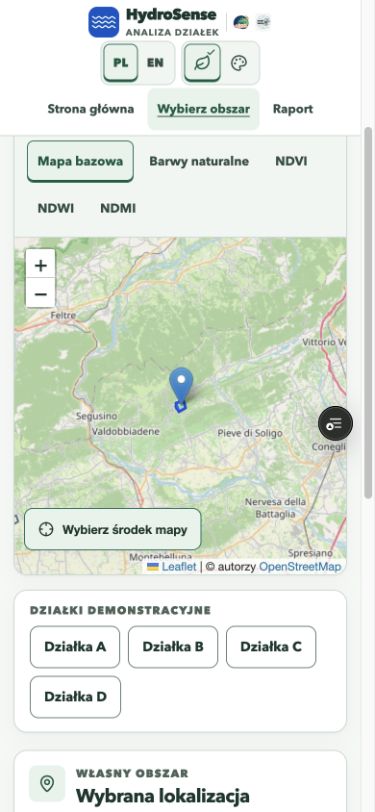 HydroSense
ANALIZA DZIAŁEK
PL EN
Strona główna Wybierz obszar Raport
Mapa bazowa Barwy naturalne NDVI
NDWI NDMI
+
−
Feltre
Vittorio Ve
Segusino
Valdobbiadene
Pieve di Soligo
Conegli
Nervesa della
Battaglia
Wybierz środek mapy
Spresiano
Montebelluna
Leaflet | © autorzy OpenStreetMap
DZIAŁKI DEMONSTRACYJNE
Działka A Działka B Działka C
Działka D
WŁASNY OBSZAR
Wybrana lokalizacja